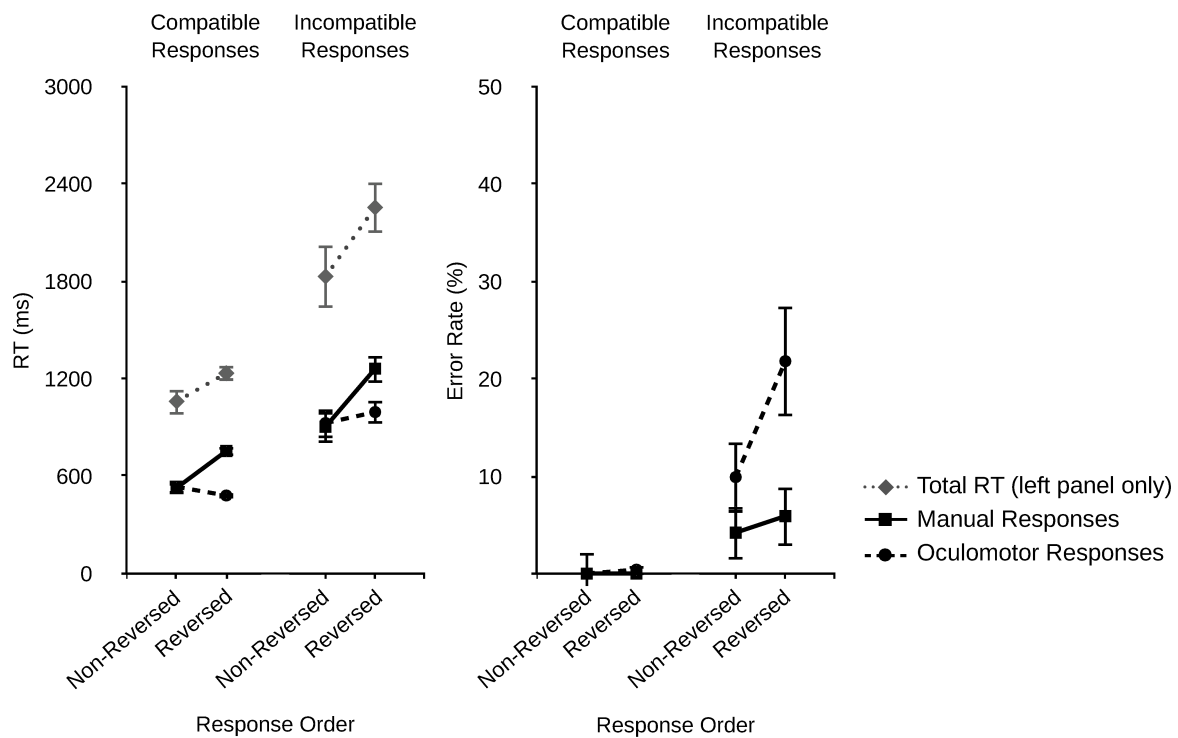 Compatible
Responses
Incompatible
Responses
3000
2400
1800
1200
600
0
RT (ms)
Non-Reversed
Reversed
Non-Reversed
Reversed
Response Order
Compatible
Responses
Incompatible
Responses
50
40
30
20
10
Error Rate (%)
Non-Reversed
Reversed
Non-Reversed
Reversed
Response Order
Total RT (left panel only)
Manual Responses
Oculomotor Responses